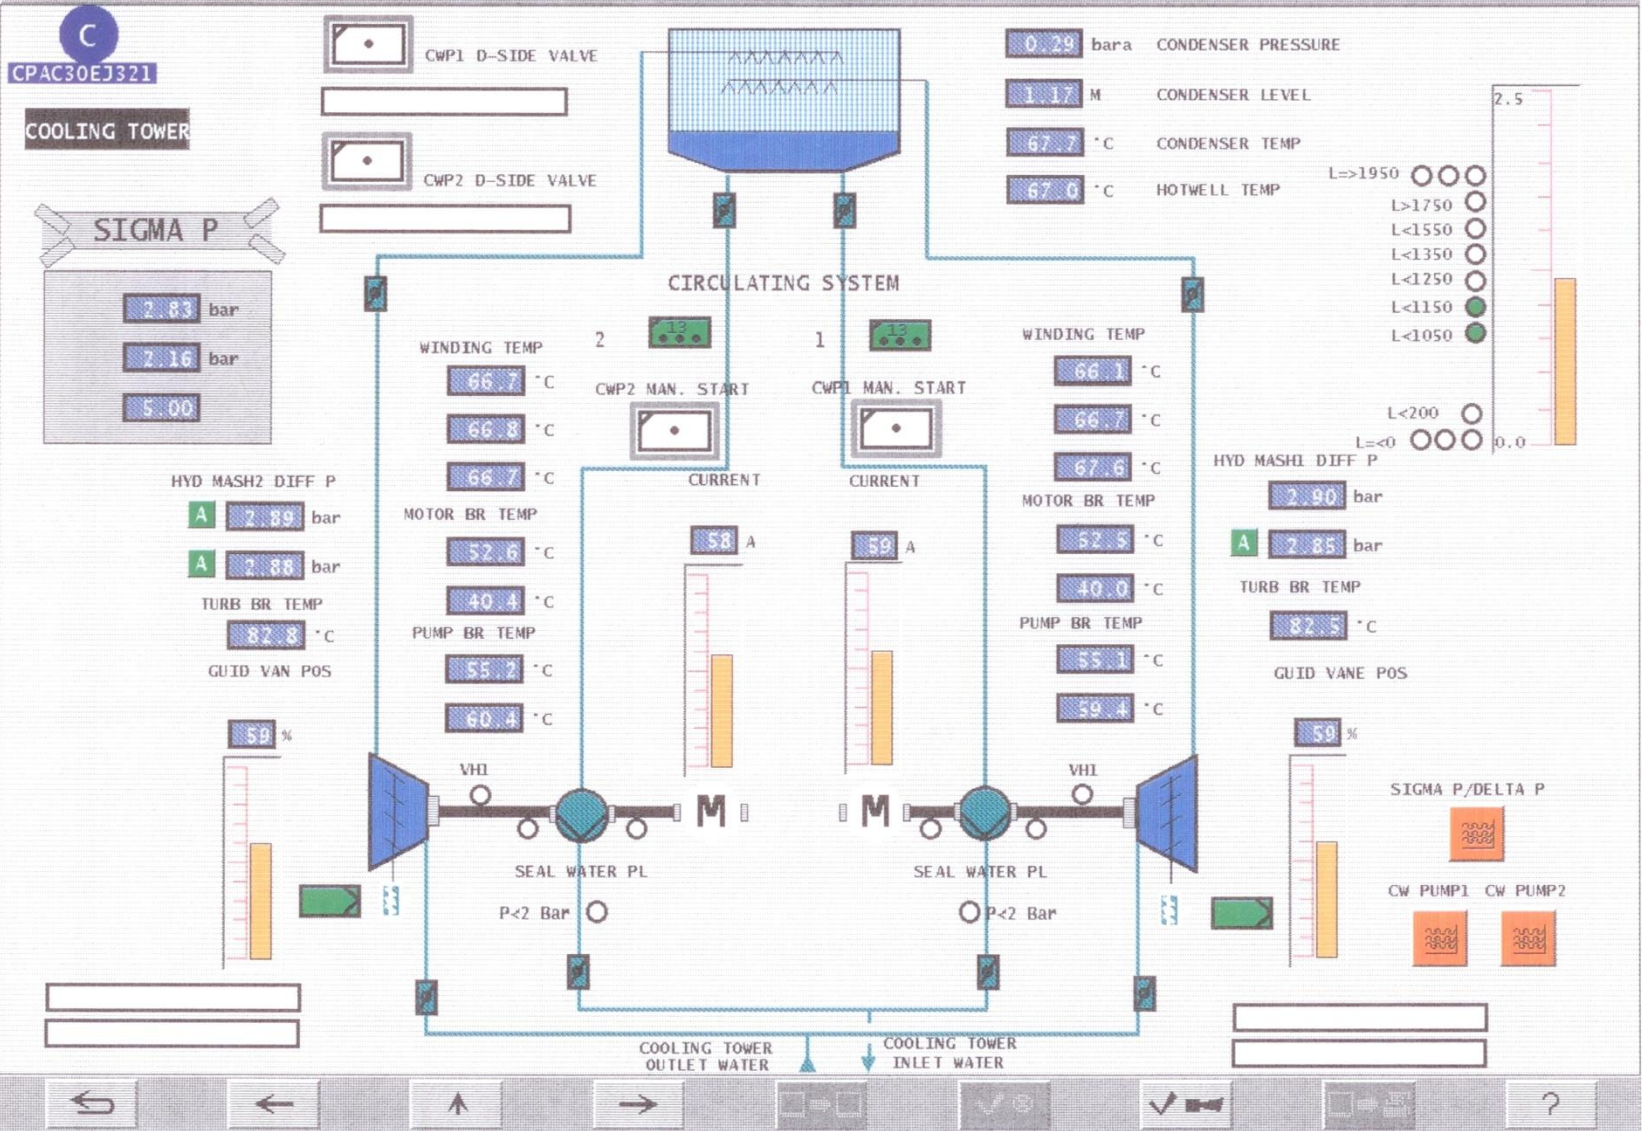 C
CPAC30EJ321
COOLING TOWER
CWP1 D-SIDE VALVE
CWP2 D-SIDE VALVE
0.29 bara CONDENSER PRESSURE
1.17 M CONDENSER LEVEL
67.7 °C CONDENSER TEMP
67.0 °C HOTWELL TEMP
2.5
L=>1950
L>1750
L<1550
L<1350
L<1250
L<1150
L<1050
L<200
L=<0
0.0
SIGMA P
2.83 bar
2.16 bar
5.00
CIRCULATING SYSTEM
2 13
1 13
CWP2 MAN. START
CWP1 MAN. START
WINDING TEMP
66.7 °C
66.8 °C
66.7 °C
MOTOR BR TEMP
52.6 °C
40.4 °C
PUMP BR TEMP
55.2 °C
60.4 °C
CURRENT
58 A
CURRENT
59 A
WINDING TEMP
66.1 °C
66.7 °C
67.6 °C
MOTOR BR TEMP
52.5 °C
40.0 °C
PUMP BR TEMP
55.1 °C
59.4 °C
HYD MASH2 DIFF P
A 2.89 bar
A 2.88 bar
TURB BR TEMP
82.8 °C
GUID VAN POS
59 %
HYD MASH1 DIFF P
2.90 bar
A 2.85 bar
TURB BR TEMP
82.5 °C
GUID VANE POS
59 %
VH1
M
M
VH1
SEAL WATER PL
P<2 Bar
SEAL WATER PL
P<2 Bar
SIGMA P/DELTA P
CW PUMP1 CW PUMP2
COOLING TOWER
OUTLET WATER
COOLING TOWER
INLET WATER
?